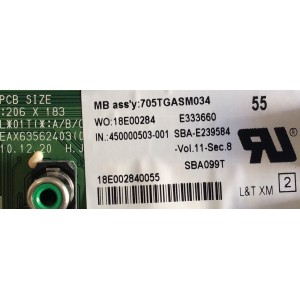 PCB SIZE
:206 X 183
EAX63562403(0
10.12.20 H.J
MB ass'y:705TGASM034 55
WO:18E00284 E333660
IN.:450000503-001 SBA-E239584
-Vol.11-Sec.8
SBA099T
18E002840055
L&T XM 2